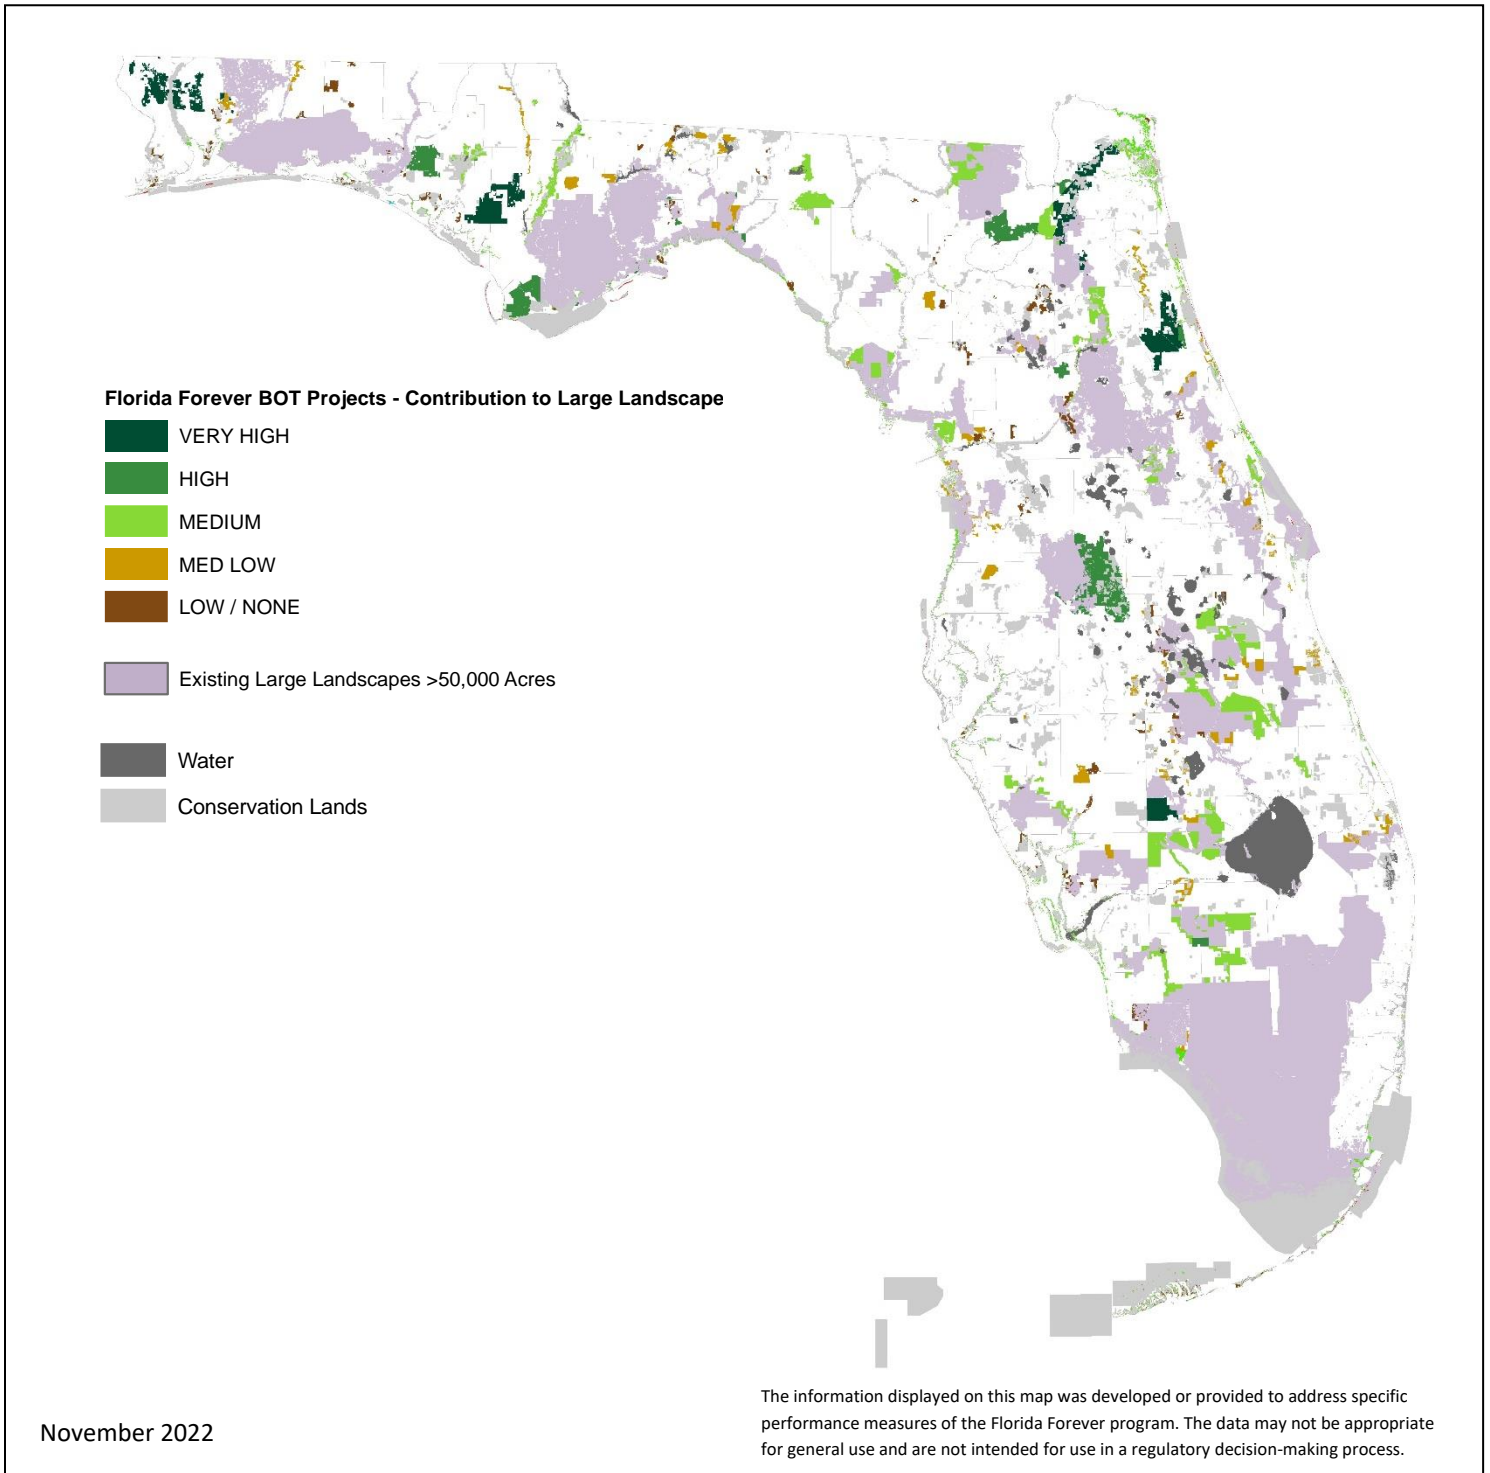 Florida Forever BOT Projects - Contribution to Large Landscape
VERY HIGH
HIGH
MEDIUM
MED LOW
LOW / NONE
Existing Large Landscapes >50,000 Acres
Water
Conservation Lands
The information displayed on this map was developed or provided to address specific
performance measures of the Florida Forever program. The data may not be appropriate
for general use and are not intended for use in a regulatory decision-making process.
November 2022